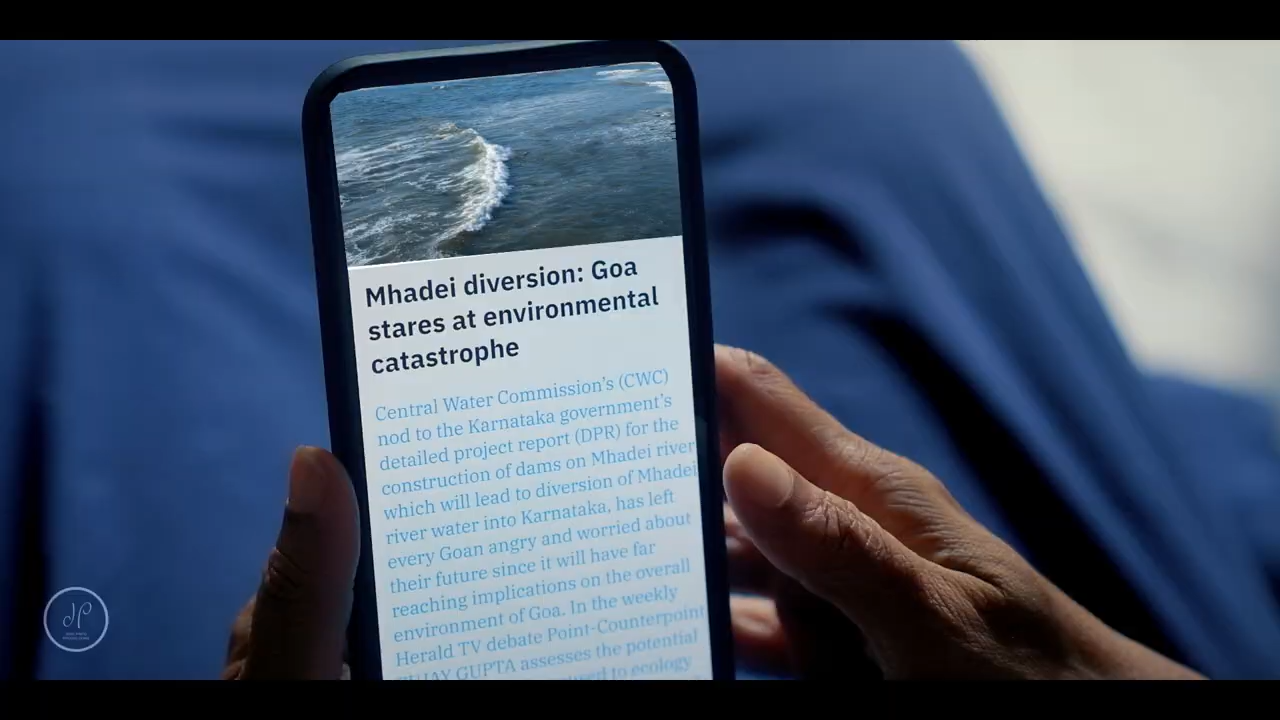 Mhadei diversion: Goa
stares at environmental
catastrophe
Central Water Commission's (CWC)
nod to the Karnataka government's
detailed project report (DPR) for the
construction of dams on Mhadei river
which will lead to diversion of Mhadei
river water into Karnataka, has left
every Goan angry and worried about
their future since it will have far
reaching implications on the overall
environment of Goa. In the weekly
Herald TV debate Point-Counterpoint
GUPTA assesses the potential
to ecology